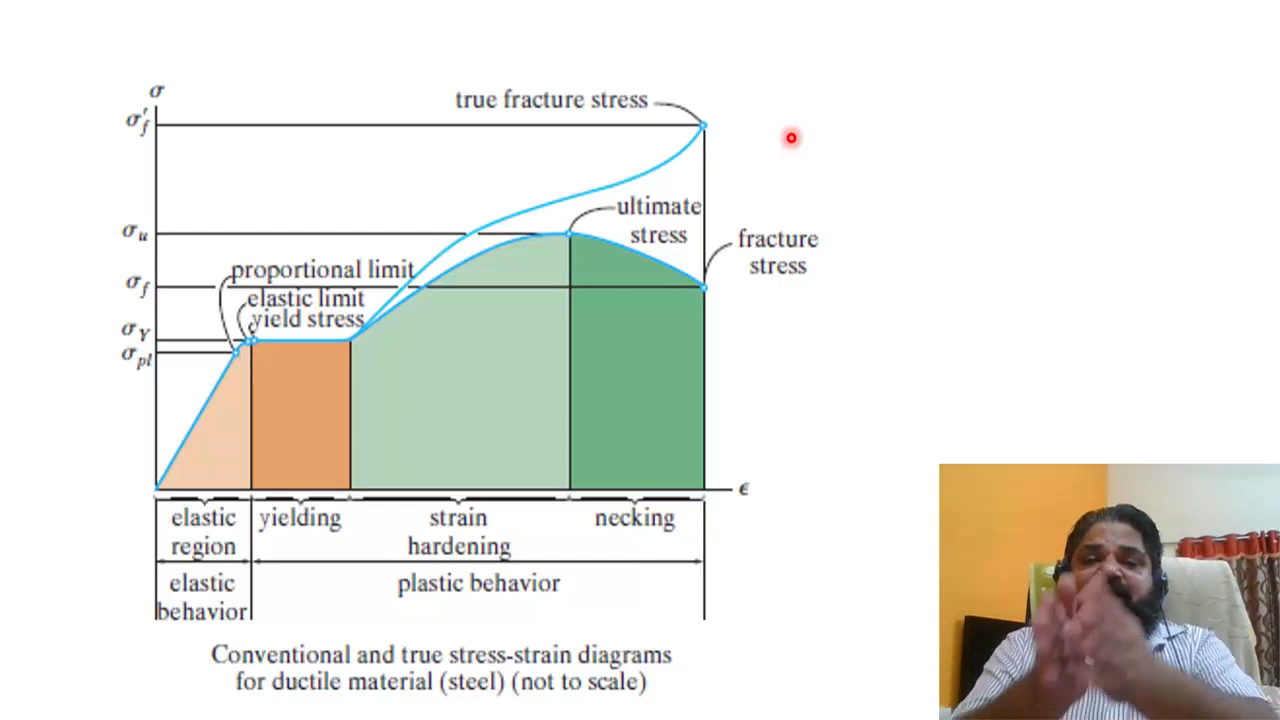 σ
true fracture stress
σ′f
ultimate
σu
stress
fracture
stress
proportional limit
σf
elastic limit
yield stress
σY
σpl
ϵ
elastic
region
yielding
strain
hardening
necking
elastic
behavior
plastic behavior
Conventional and true stress-strain diagrams
for ductile material (steel) (not to scale)